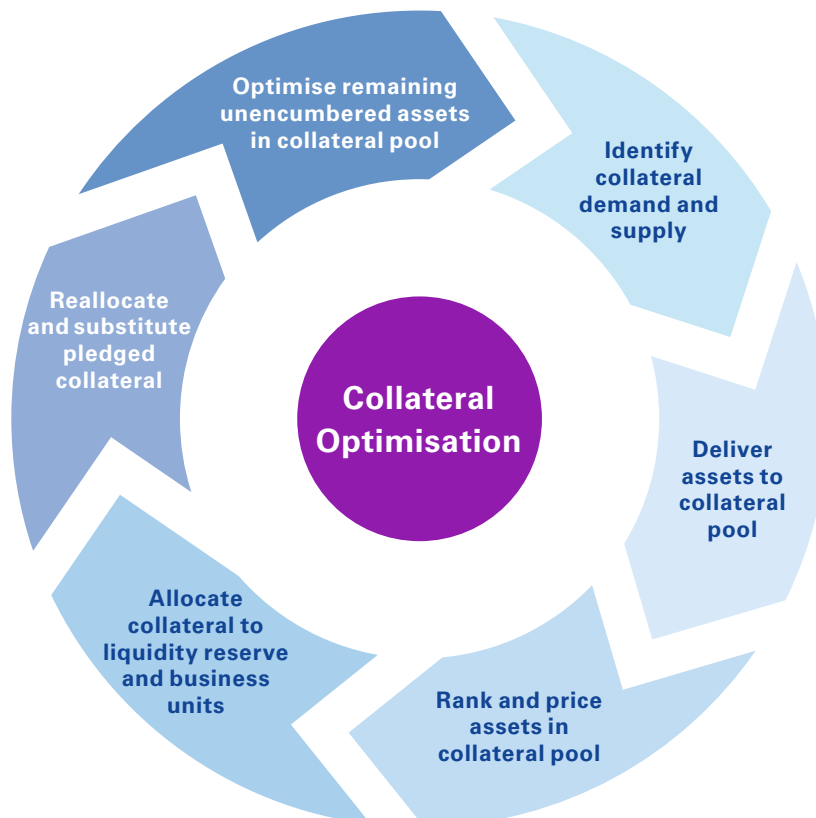 Optimise remaining
unencumbered assets
in collateral pool
Identify
collateral
demand and
supply
Deliver
assets to
collateral
pool
Rank and price
assets in
collateral pool
Allocate
collateral to
liquidity reserve
and business
units
Reallocate
and substitute
pledged
collateral
Collateral
Optimisation